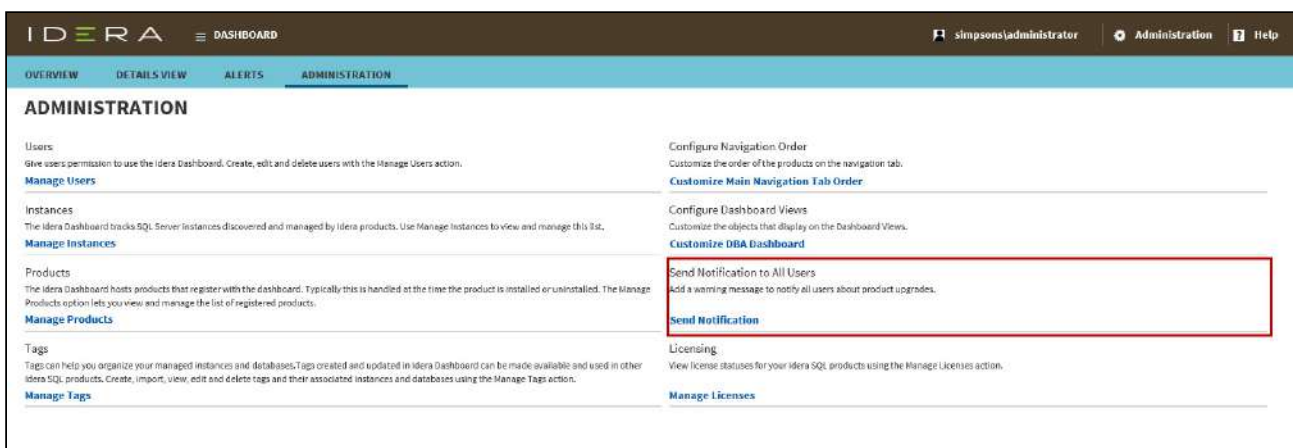 IDERA
DASHBOARD
simpsons\administrator
Administration
? Help
OVERVIEW
DETAILS VIEW
ALERTS
ADMINISTRATION
ADMINISTRATION
Users
Give users permission to use the Idera Dashboard. Create, edit and delete users with the Manage Users action.
Manage Users
Instances
The Idera Dashboard tracks SQL Server instances discovered and managed by Idera products. Use Manage Instances to view and manage this list.
Manage Instances
Products
The Idera Dashboard hosts products that register with the dashboard. Typically this is handled at the time the product is installed or uninstalled. The Manage
Products option lets you view and manage the list of registered products.
Manage Products
Tags
Tags can help you organize your managed instances and databases.Tags created and updated in Idera Dashboard can be made available and used in other
Idera SQL products. Create, import, view, edit and delete tags and their associated instances and databases using the Manage Tags action.
Manage Tags
Configure Navigation Order
Customize the order of the products on the navigation tab.
Customize Main Navigation Tab Order
Configure Dashboard Views
Customize the objects that display on the Dashboard Views.
Customize DBA Dashboard
Send Notification to All Users
Add a warning message to notify all users about product upgrades.
Send Notification
Licensing
View license statuses for your Idera SQL products using the Manage Licenses action.
Manage Licenses